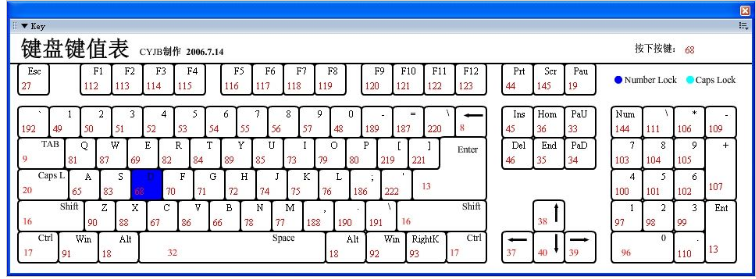 Key
键盘键值表 CYJB制作 2006.7.14 按下按键: 68
Esc F1 F2 F3 F4 F5 F6 F7 F8 F9 F10 F11 F12 Prt Scr Pau
27 112 113 114 115 116 117 118 119 120 121 122 123 44 145 19
Number Lock Caps Lock
` 1 2 3 4 5 6 7 8 9 0 - = \ Ins Hom PaU Num \ * -
192 49 50 51 52 53 54 55 56 57 48 189 187 220 8 45 36 33 144 111 106 109
TAB Q W E R T Y U I O P [ ] Enter Del End PaD 7 8 9 +
9 81 87 69 82 84 89 85 73 79 80 219 221 46 35 34 103 104 105
Caps L A S D F G H J K L ; ' 4 5 6
20 65 83 68 70 71 72 74 75 76 186 222 13 100 101 102 107
Shift Z X C V B N M , . \ Shift 1 2 3 Ent
16 90 88 67 86 66 78 77 188 190 191 16 38 97 98 99
Ctrl Win Alt Space Alt Win RightK Ctrl 0 .
17 91 18 32 18 92 93 17 37 40 39 96 110 13